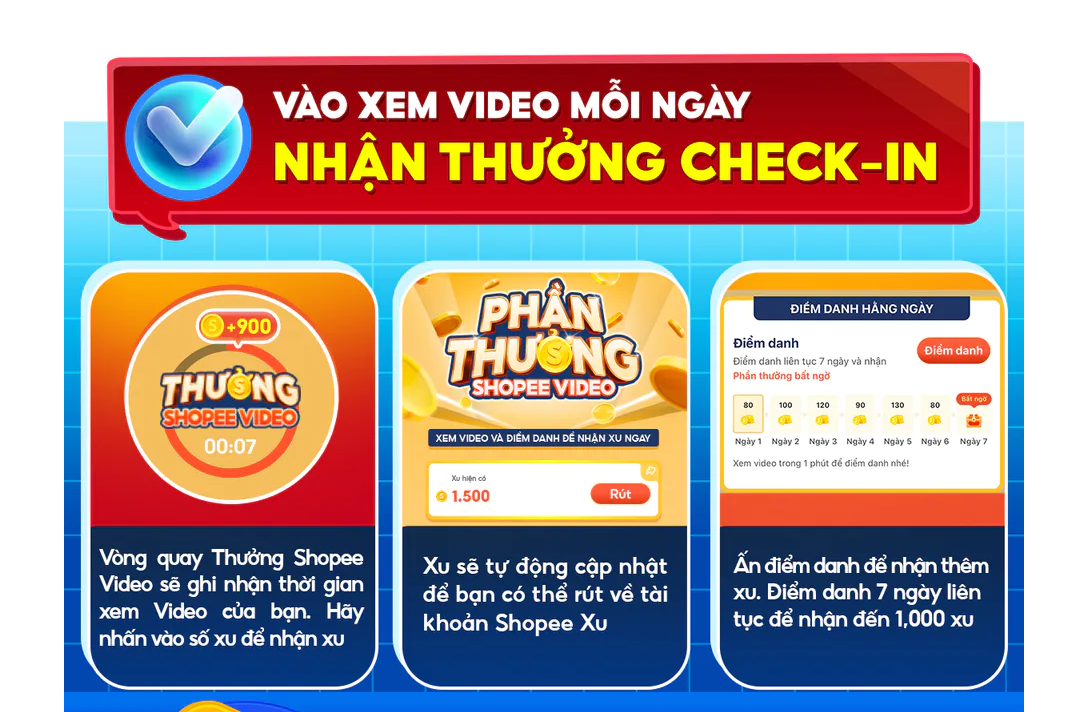 VÀO XEM VIDEO MỖI NGÀY
NHẬN THƯỞNG CHECK-IN
S +900
THƯỞNG
SHOPEE VIDEO
00:07
Vòng quay Thưởng Shopee
Video sẽ ghi nhận thời gian
xem Video của bạn. Hãy
nhấn vào số xu để nhận xu
PHẦN
THƯỞNG
SHOPEE VIDEO
XEM VIDEO VÀ ĐIỂM DANH ĐỂ NHẬN XU NGAY
Xu hiện có
1.500
Rút
Xu sẽ tự động cập nhật
để bạn có thể rút về tài
khoản Shopee Xu
ĐIỂM DANH HẰNG NGÀY
Điểm danh
Điểm danh liên tục 7 ngày và nhận
Phần thưởng bất ngờ
Điểm danh
80 100 120 90 130 80 Bất ngờ
Ngày 1 Ngày 2 Ngày 3 Ngày 4 Ngày 5 Ngày 6 Ngày 7
Xem video trong 1 phút để điểm danh nhé!
Ấn điểm danh để nhận thêm
xu. Điểm danh 7 ngày liên
tục để nhận đến 1,000 xu